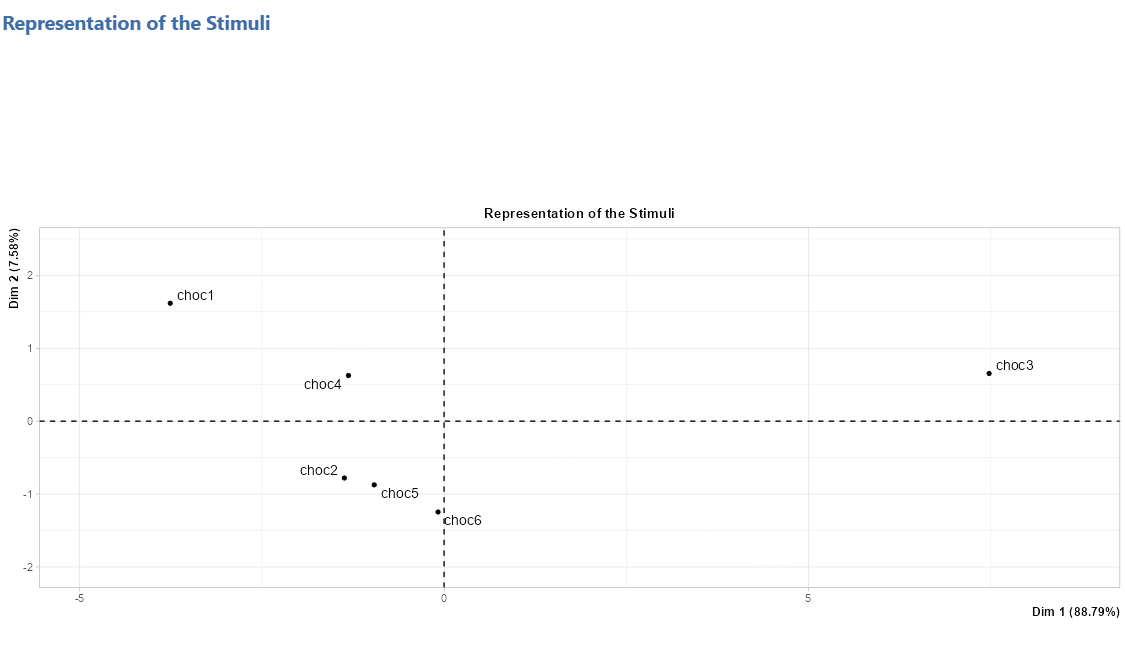 Representation of the Stimuli
Representation of the Stimuli
Dim 2 (7.58%)
2
choc1
1
choc3
choc4
0
choc2
choc5
-1
choc6
-2
-5
0
5
Dim 1 (88.79%)